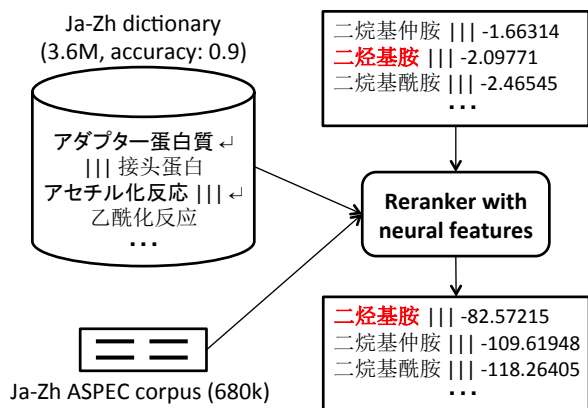 Ja-Zh dictionary
(3.6M, accuracy: 0.9)
アダプター蛋白質 ↵
||| 接头蛋白
アセチル化反応 ||| ↵
乙酰化反应
...
Ja-Zh ASPEC corpus (680k)
二烷基仲胺 ||| -1.66314
二烃基胺 ||| -2.09771
二烷基酰胺 ||| -2.46545
...
Reranker with
neural features
二烃基胺 ||| -82.57215
二烷基仲胺 ||| -109.61948
二烷基酰胺 ||| -118.26405
...